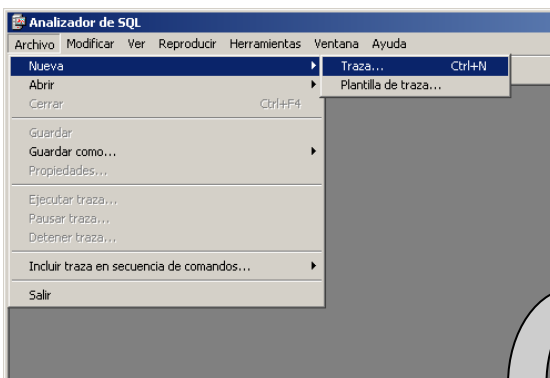 Analizador de SQL
Archivo Modificar Ver Reproducir Herramientas Ventana Ayuda
Nueva Traza... Ctrl+N
Abrir Plantilla de traza...
Cerrar Ctrl+F4
Guardar
Guardar como...
Propiedades...
Ejecutar traza...
Pausar traza...
Detener traza...
Incluir traza en secuencia de comandos...
Salir